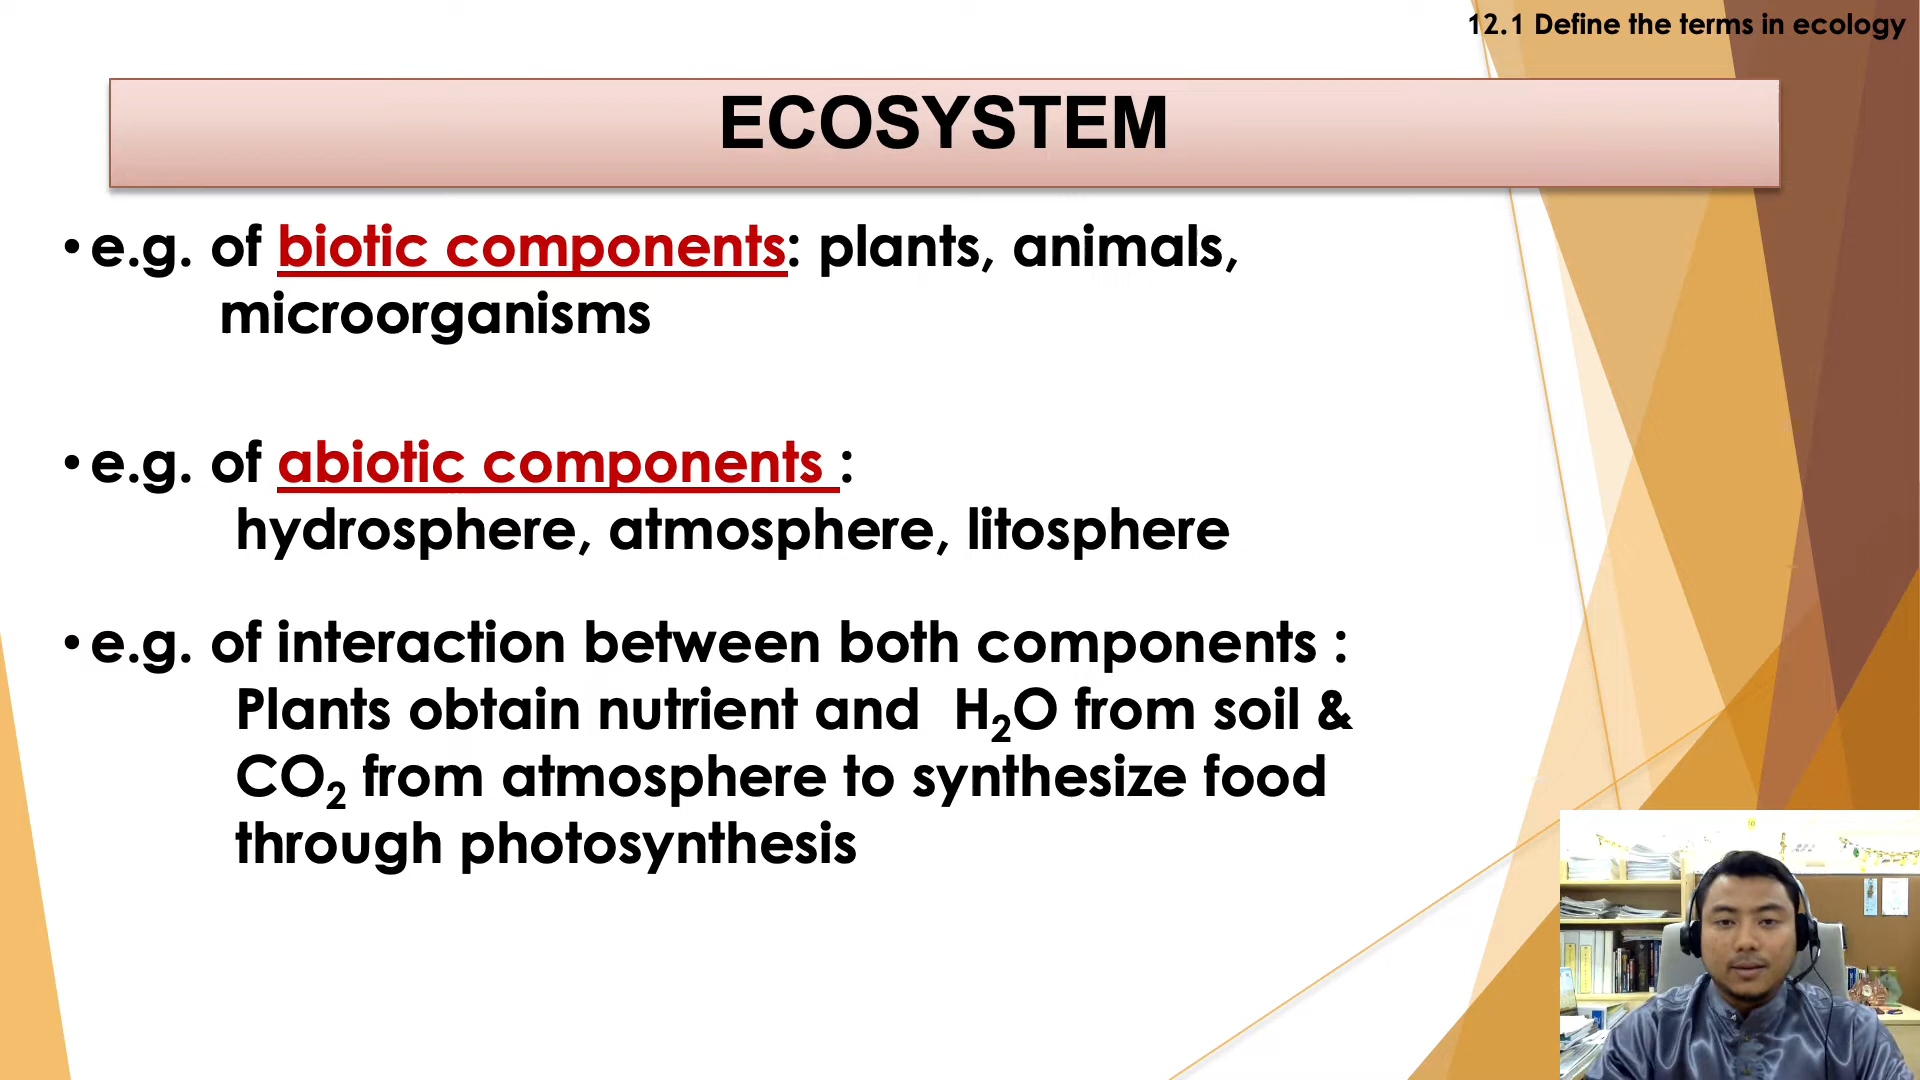 12.1 Define the terms in ecology
ECOSYSTEM
• e.g. of biotic components: plants, animals,
microorganisms
• e.g. of abiotic components :
hydrosphere, atmosphere, litosphere
• e.g. of interaction between both components :
Plants obtain nutrient and H₂O from soil &
CO₂ from atmosphere to synthesize food
through photosynthesis